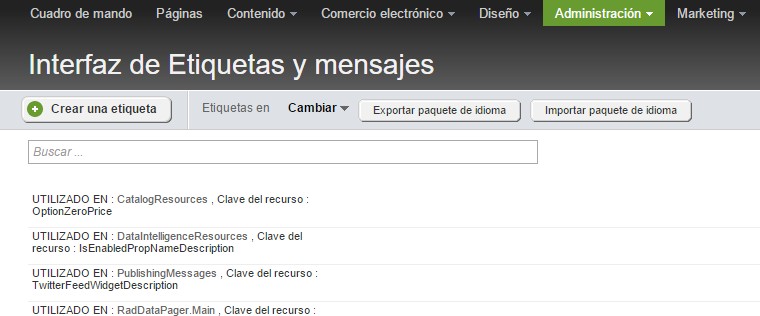 Cuadro de mando Páginas Contenido Comercio electrónico Diseño Administración Marketing
Interfaz de Etiquetas y mensajes
Crear una etiqueta Etiquetas en Cambiar Exportar paquete de idioma Importar paquete de idioma
Buscar ...
UTILIZADO EN : CatalogResources , Clave del recurso :
OptionZeroPrice
UTILIZADO EN : DataIntelligenceResources , Clave del
recurso : IsEnabledPropNameDescription
UTILIZADO EN : PublishingMessages , Clave del recurso :
TwitterFeedWidgetDescription
UTILIZADO EN : RadDataPager.Main , Clave del recurso :